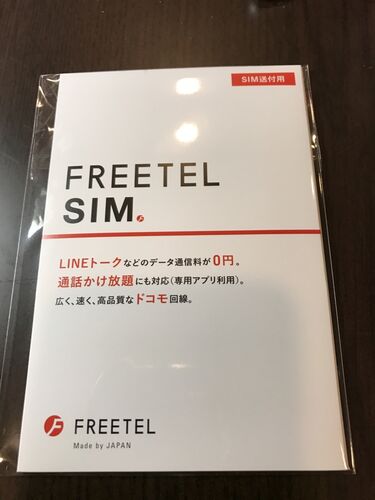 SIM送付用
FREETEL
SIM
LINEトークなどのデータ通信料が0円。
通話かけ放題にも対応(専用アプリ利用)。
広く、速く、高品質なドコモ回線。
FREETEL
Made by JAPAN